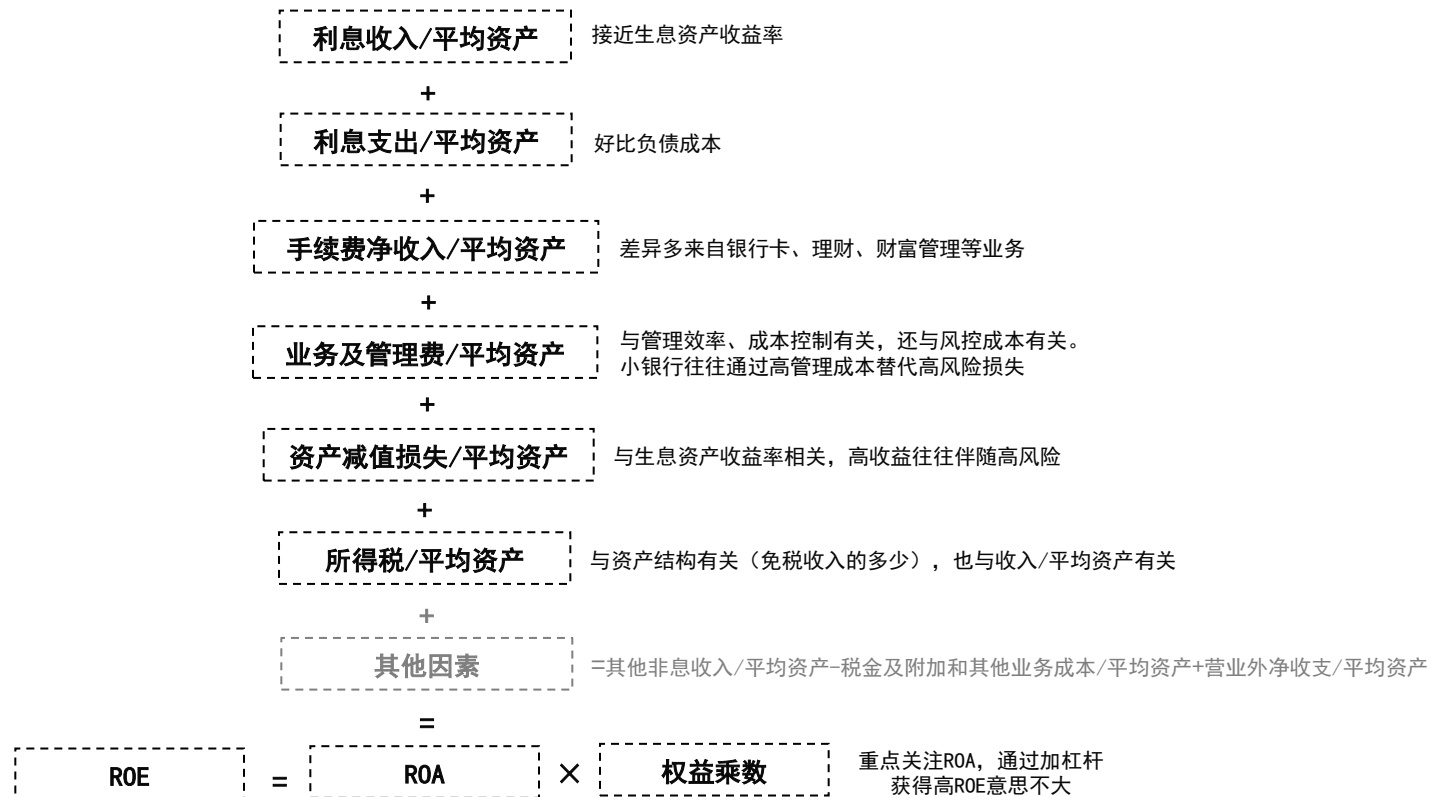 利息收入/平均资产 接近生息资产收益率
+
利息支出/平均资产 好比负债成本
+
手续费净收入/平均资产 差异多来自银行卡、理财、财富管理等业务
+
业务及管理费/平均资产 与管理效率、成本控制有关，还与风控成本有关。
小银行往往通过高管理成本替代高风险损失
+
资产减值损失/平均资产 与生息资产收益率相关，高收益往往伴随高风险
+
所得税/平均资产 与资产结构有关（免税收入的多少），也与收入/平均资产有关
+
其他因素 =其他非息收入/平均资产-税金及附加和其他业务成本/平均资产+营业外净收支/平均资产
=
ROE = ROA × 权益乘数 重点关注ROA，通过加杠杆
获得高ROE意思不大